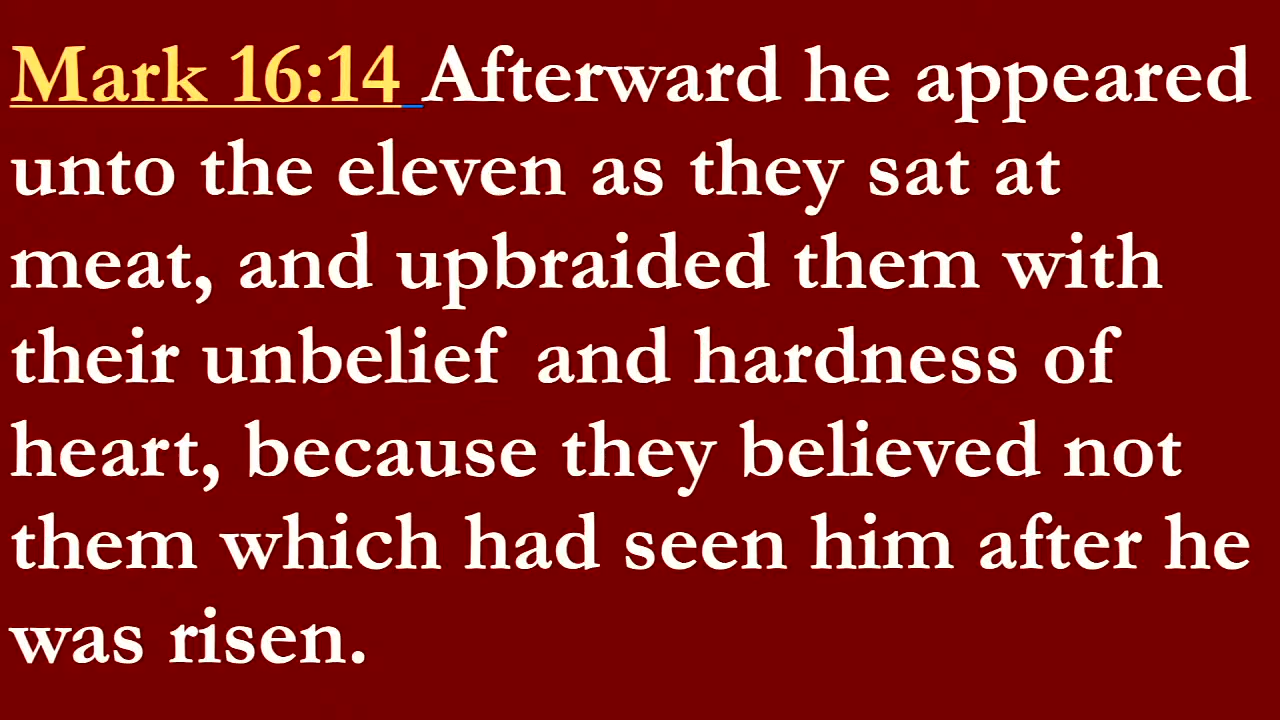 Mark 16:14 Afterward he appeared
unto the eleven as they sat at
meat, and upbraided them with
their unbelief and hardness of
heart, because they believed not
them which had seen him after he
was risen.